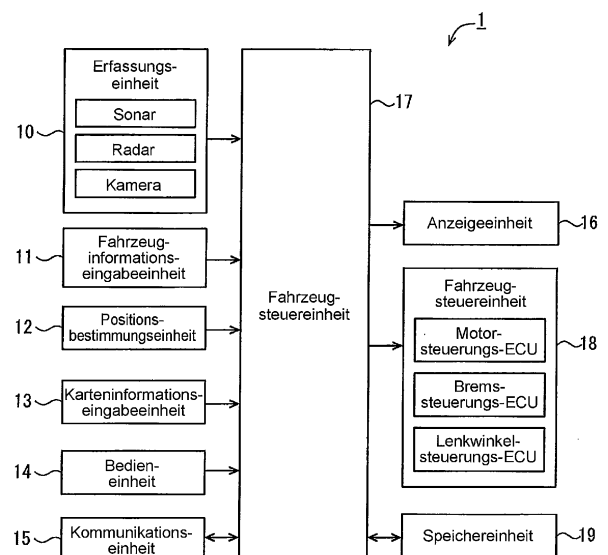 1
Erfassungs-
einheit
Sonar
Radar
Kamera
10
Fahrzeug-
informations-
eingabeeinheit
11
Positions-
bestimmungseinheit
12
Karteninformations-
eingabeeinheit
13
Bedien-
einheit
14
Kommunikations-
einheit
15
Fahrzeug-
steuereinheit
17
Anzeigeeinheit
16
Fahrzeug-
steuereinheit
Motor-
steuerungs-ECU
Brems-
steuerungs-ECU
Lenkwinkel-
steuerungs-ECU
18
Speichereinheit
19